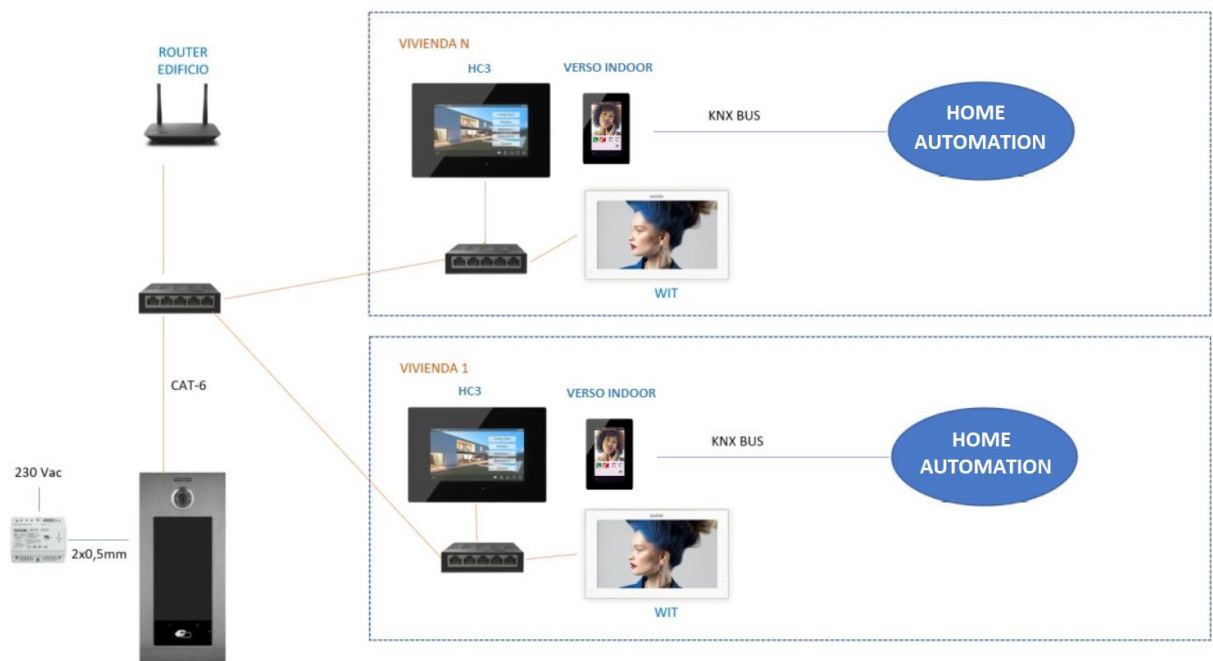 ROUTER
EDIFICIO
VIVIENDA N
HC3
VERSO INDOOR
KNX BUS
HOME
AUTOMATION
WIT
CAT-6
VIVIENDA 1
HC3
VERSO INDOOR
KNX BUS
HOME
AUTOMATION
WIT
230 Vac
2x0,5mm